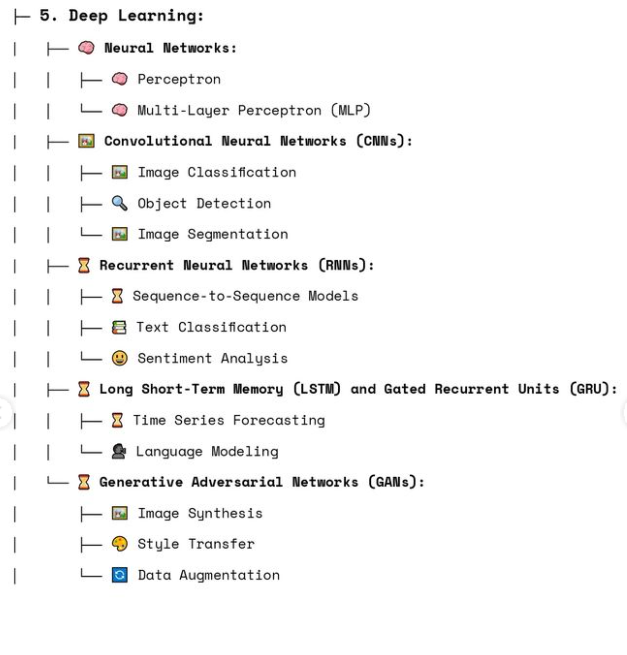 ├─ 5. Deep Learning:
│ ├── 🧠 Neural Networks:
│ │ ├── 🧠 Perceptron
│ │ └── 🧠 Multi-Layer Perceptron (MLP)
│ ├── 🖼️ Convolutional Neural Networks (CNNs):
│ │ ├── 🖼️ Image Classification
│ │ ├── 🔍 Object Detection
│ │ └── 🖼️ Image Segmentation
│ ├── ⏳ Recurrent Neural Networks (RNNs):
│ │ ├── ⏳ Sequence-to-Sequence Models
│ │ ├── 📚 Text Classification
│ │ └── 😃 Sentiment Analysis
│ ├── ⏳ Long Short-Term Memory (LSTM) and Gated Recurrent Units (GRU):
│ │ ├── ⏳ Time Series Forecasting
│ │ └── 🗣️ Language Modeling
│ └── ⏳ Generative Adversarial Networks (GANs):
│ ├── 🖼️ Image Synthesis
│ ├── 🎨 Style Transfer
│ └── 🔄 Data Augmentation